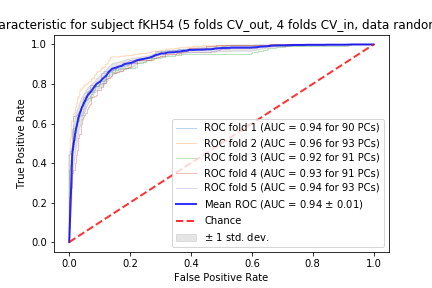 aracteristic for subject fKH54 (5 folds CV_out, 4 folds CV_in, data random
1.0
0.8
0.6
0.4
0.2
0.0
True Positive Rate
ROC fold 1 (AUC = 0.94 for 90 PCs)
ROC fold 2 (AUC = 0.96 for 93 PCs)
ROC fold 3 (AUC = 0.92 for 91 PCs)
ROC fold 4 (AUC = 0.93 for 91 PCs)
ROC fold 5 (AUC = 0.94 for 93 PCs)
Mean ROC (AUC = 0.94 ± 0.01)
Chance
± 1 std. dev.
0.0 0.2 0.4 0.6 0.8 1.0
False Positive Rate